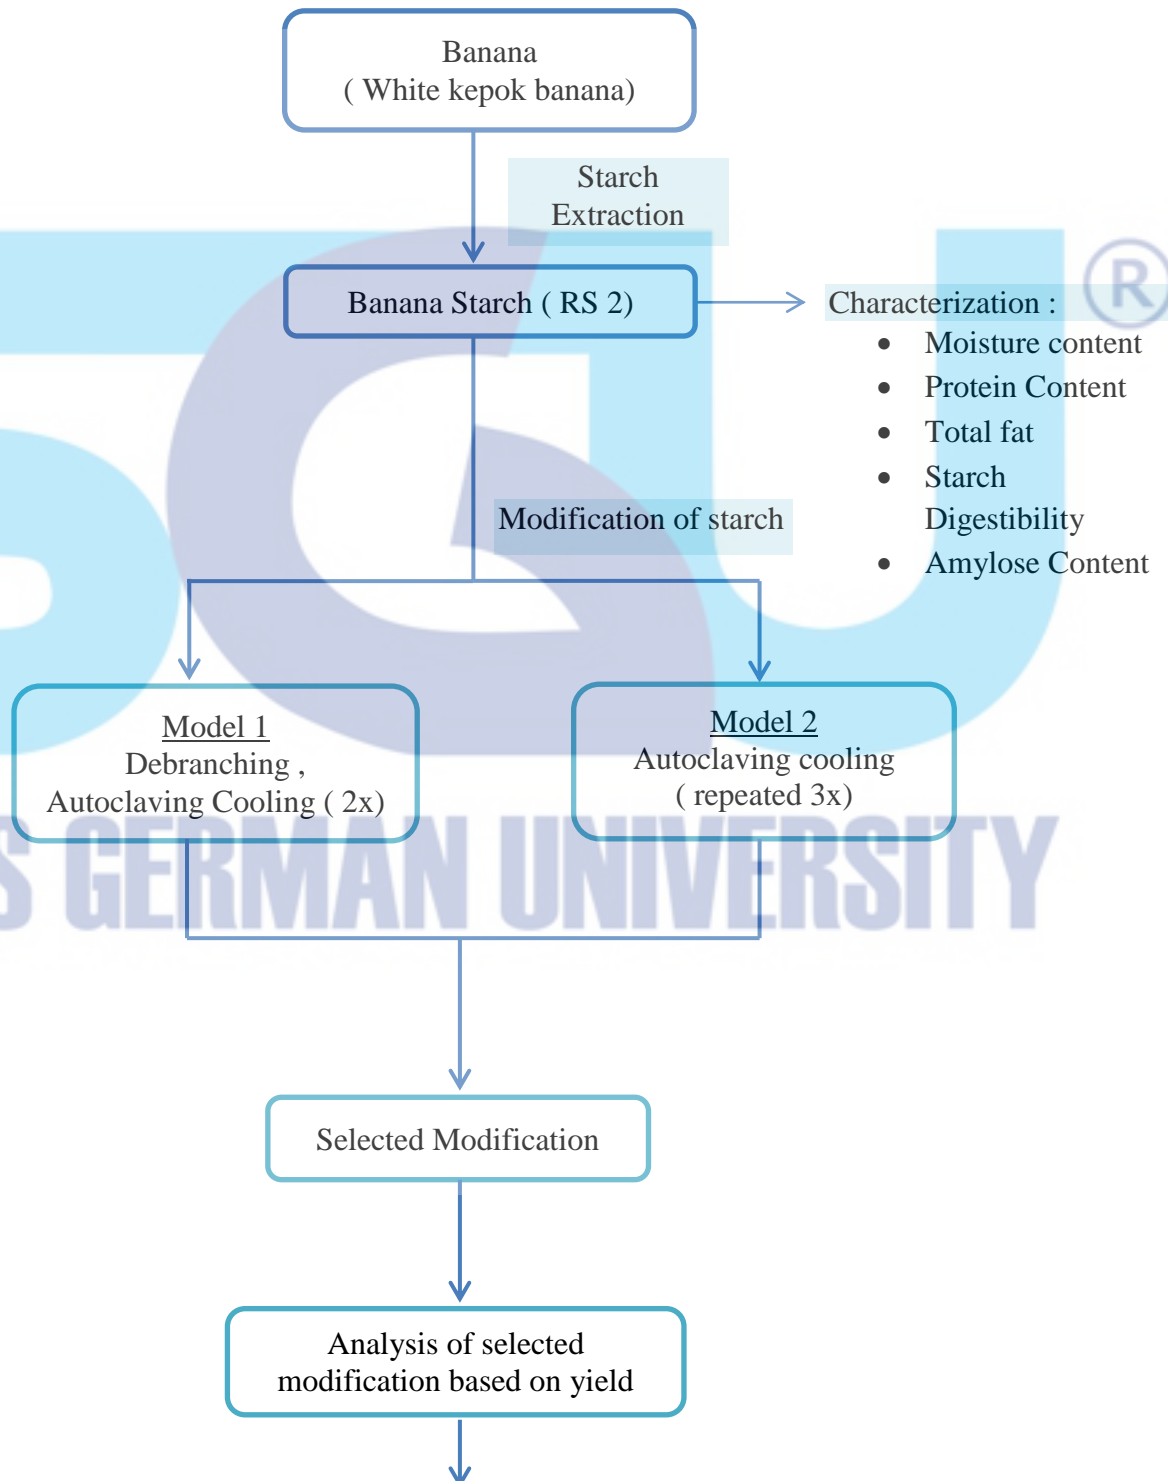 Banana
( White kepok banana)
Starch
Extraction
Banana Starch ( RS 2)
Characterization :
• Moisture content
• Protein Content
• Total fat
• Starch
Digestibility
• Amylose Content
Modification of starch
Model 1
Debranching ,
Autoclaving Cooling ( 2x)
Model 2
Autoclaving cooling
( repeated 3x)
Selected Modification
Analysis of selected
modification based on yield
SGU®
S GERMAN UNIVERSITY